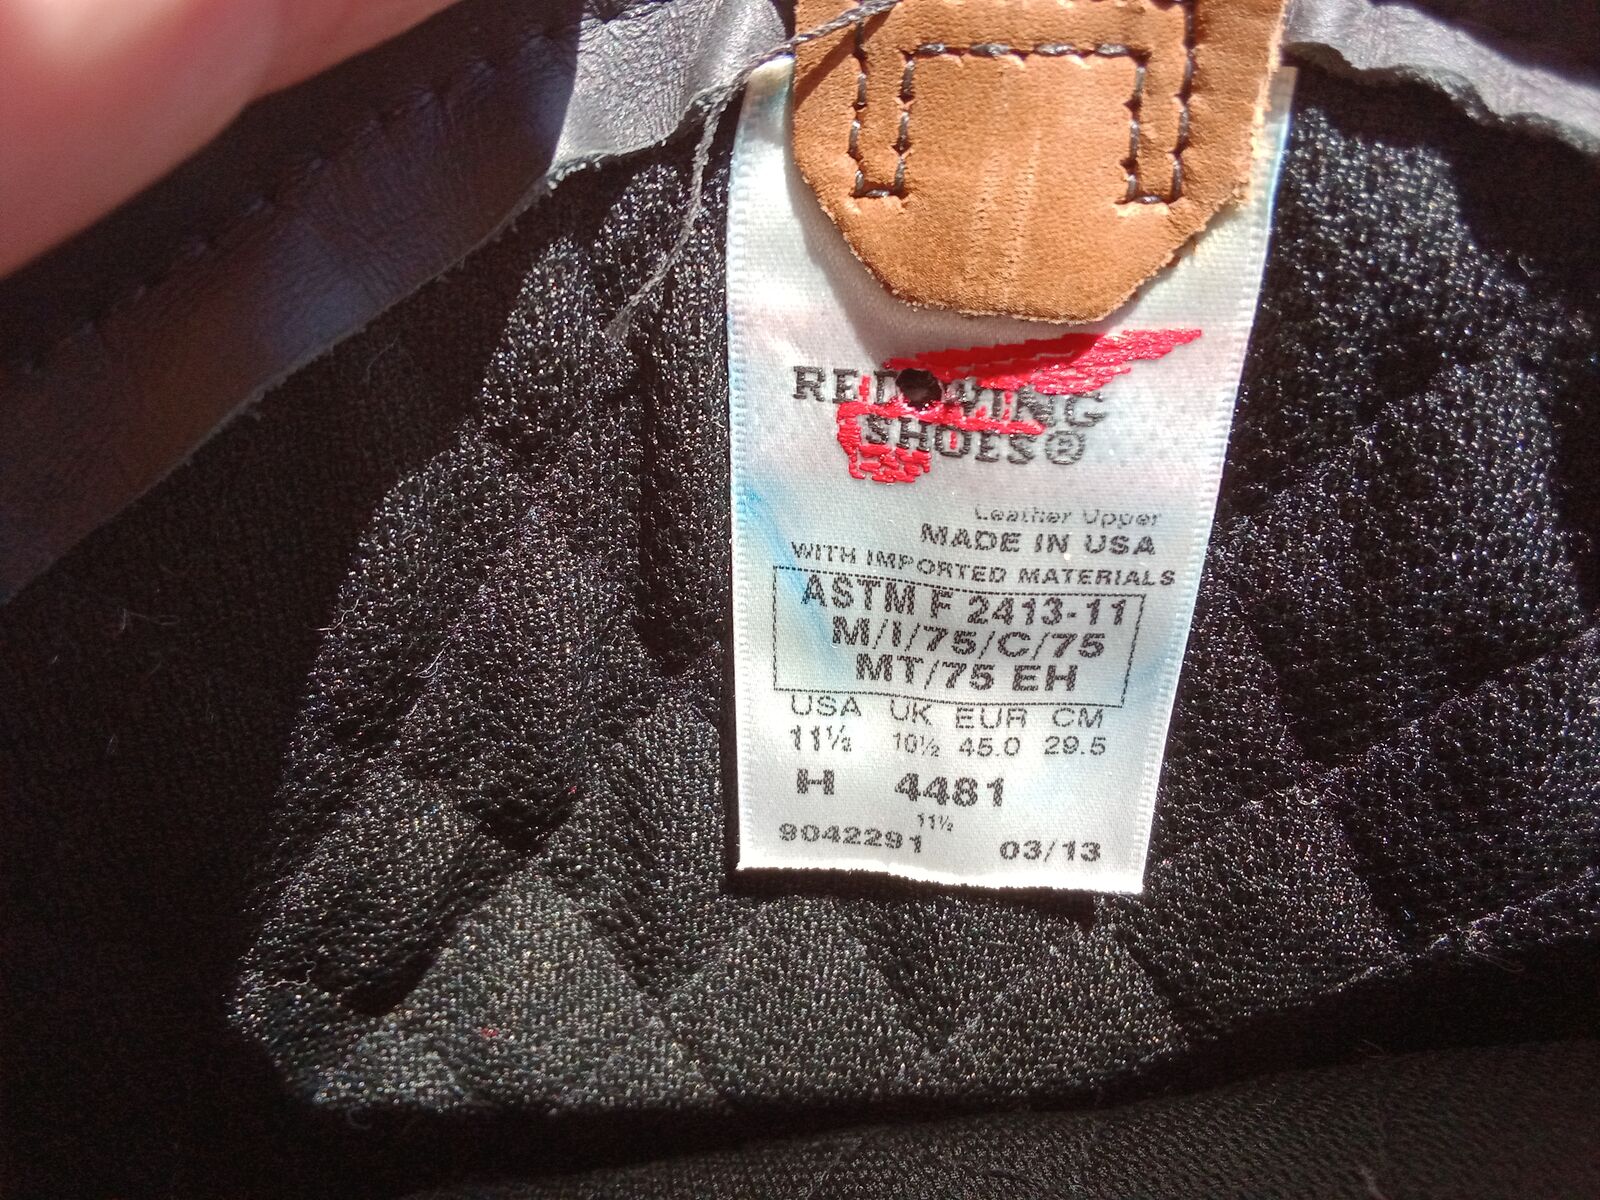 RED WING
SHOES®
Leather Upper
MADE IN USA
WITH IMPORTED MATERIALS
ASTM F 2413-11
M/I/75/C/75
MT/75 EH
USA UK EUR CM
11½ 10½ 45.0 29.5
H 4481
11½
9042291 03/13